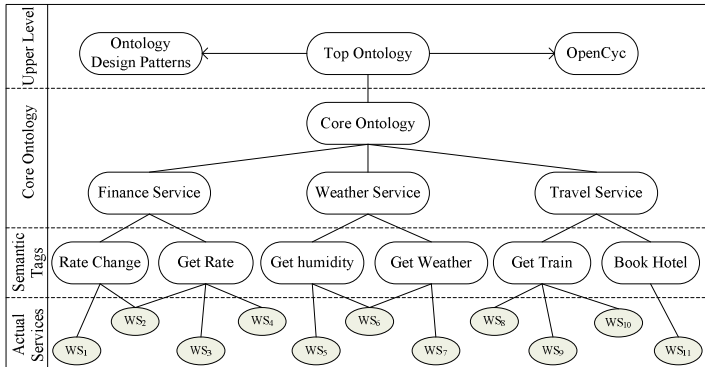 Upper Level
Ontology
Design Patterns
Top Ontology
OpenCyc
Core Ontology
Core Ontology
Finance Service
Weather Service
Travel Service
Semantic
Tags
Rate Change
Get Rate
Get humidity
Get Weather
Get Train
Book Hotel
Actual
Services
WS1
WS2
WS3
WS4
WS5
WS6
WS7
WS8
WS9
WS10
WS11